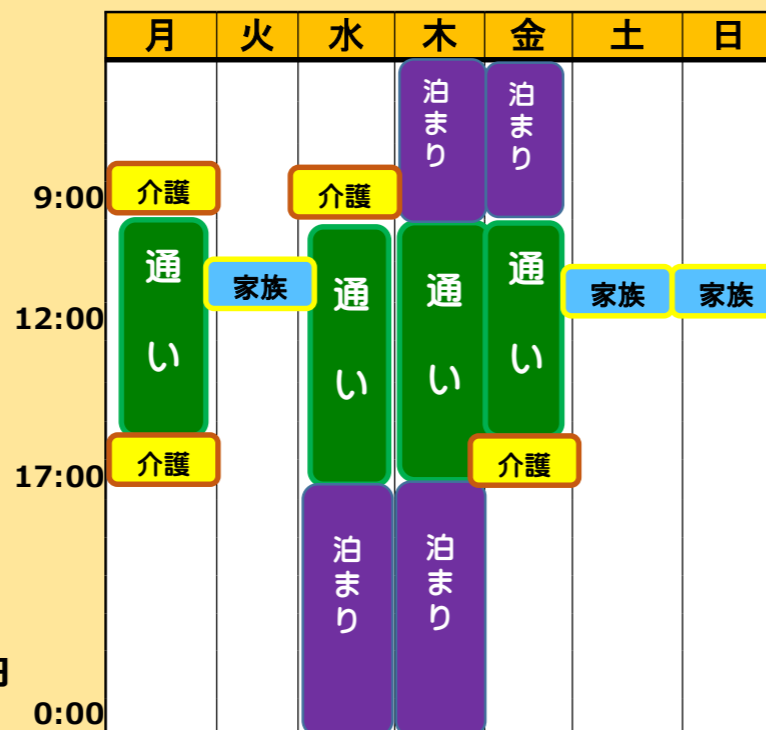 月 火 水 木 金 土 日
泊まり 泊まり
9:00 介護 介護
通い 家族 通い 通い 通い 家族 家族
12:00
介護 介護
17:00
泊まり 泊まり
円
0:00